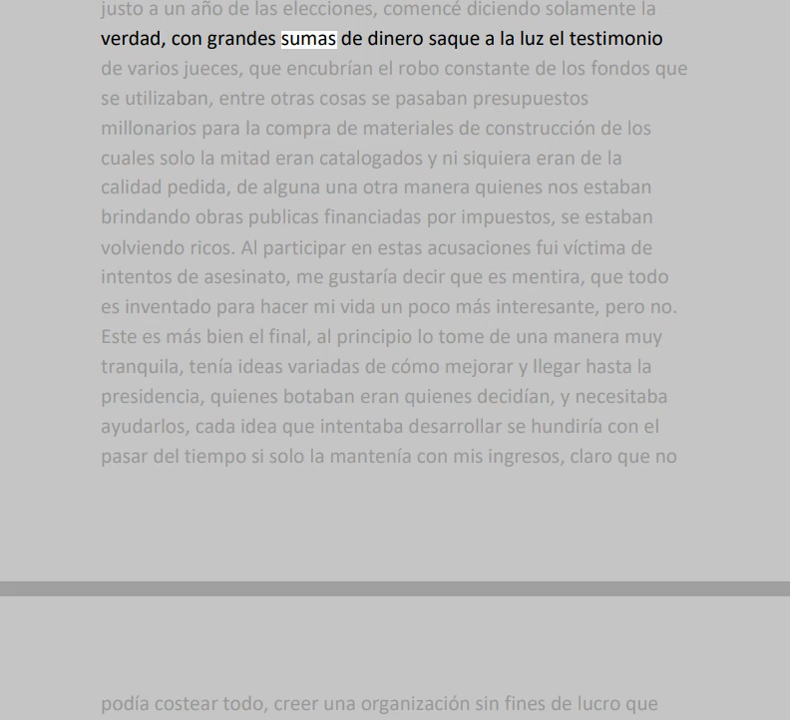 justo a un año de las elecciones, comencé diciendo solamente la
verdad, con grandes sumas de dinero saque a la luz el testimonio
de varios jueces, que encubrían el robo constante de los fondos que
se utilizaban, entre otras cosas se pasaban presupuestos
millonarios para la compra de materiales de construcción de los
cuales solo la mitad eran catalogados y ni siquiera eran de la
calidad pedida, de alguna una otra manera quienes nos estaban
brindando obras publicas financiadas por impuestos, se estaban
volviendo ricos. Al participar en estas acusaciones fui víctima de
intentos de asesinato, me gustaría decir que es mentira, que todo
es inventado para hacer mi vida un poco más interesante, pero no.
Este es más bien el final, al principio lo tome de una manera muy
tranquila, tenía ideas variadas de cómo mejorar y llegar hasta la
presidencia, quienes botaban eran quienes decidían, y necesitaba
ayudarlos, cada idea que intentaba desarrollar se hundiría con el
pasar del tiempo si solo la mantenía con mis ingresos, claro que no
podía costear todo, creer una organización sin fines de lucro que